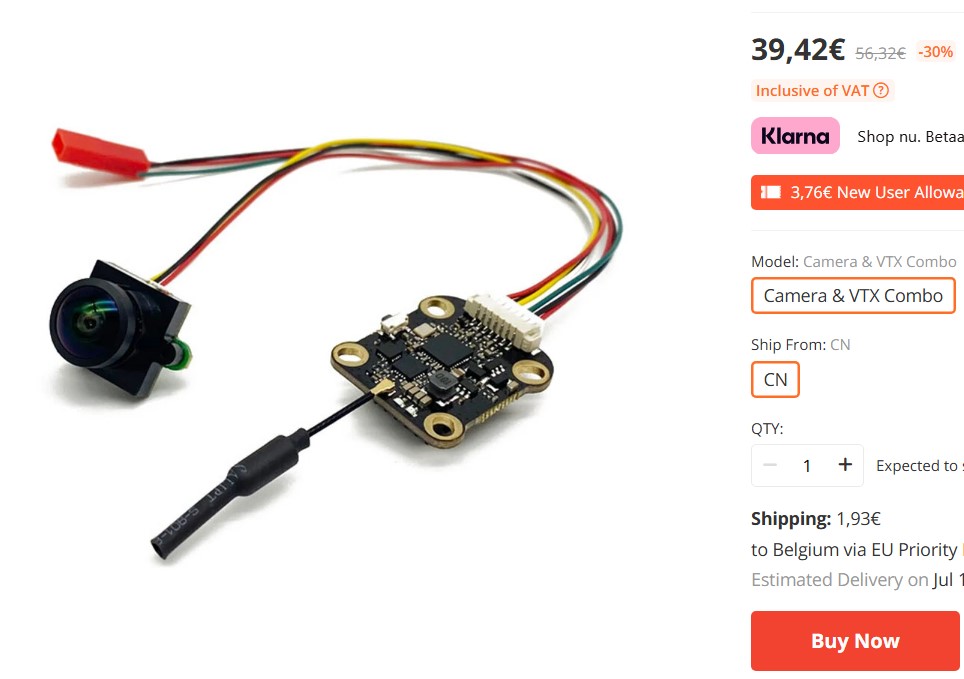 39,42€ 56,32€ -30%
Inclusive of VAT ?
Klarna Shop nu. Betaa
3,76€ New User Allowa
Model: Camera & VTX Combo
Camera & VTX Combo
Ship From: CN
CN
QTY:
− 1 + Expected to
Shipping: 1,93€
to Belgium via EU Priority
Estimated Delivery on Jul 1
Buy Now